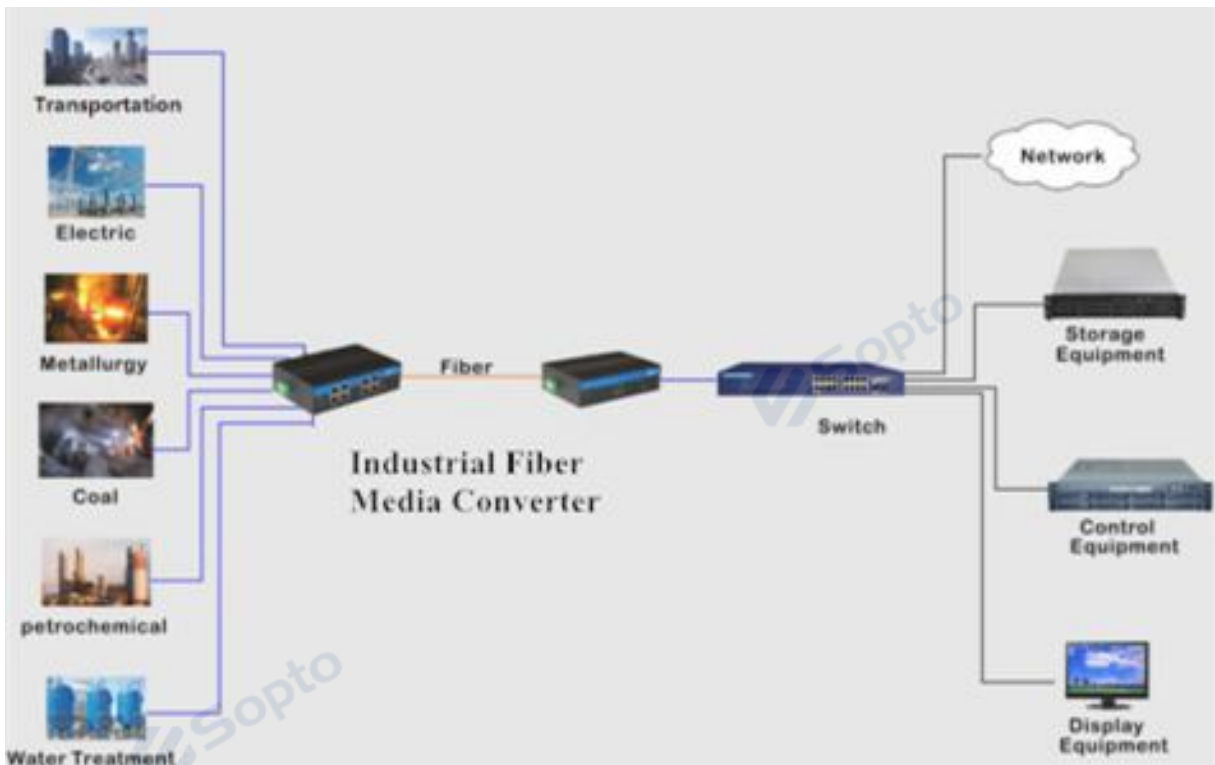 Transportation
Electric
Metallurgy
Coal
petrochemical
Water Treatment
Fiber
Industrial Fiber
Media Converter
Switch
Network
Storage
Equipment
Control
Equipment
Display
Equipment
Sopto
Sopto